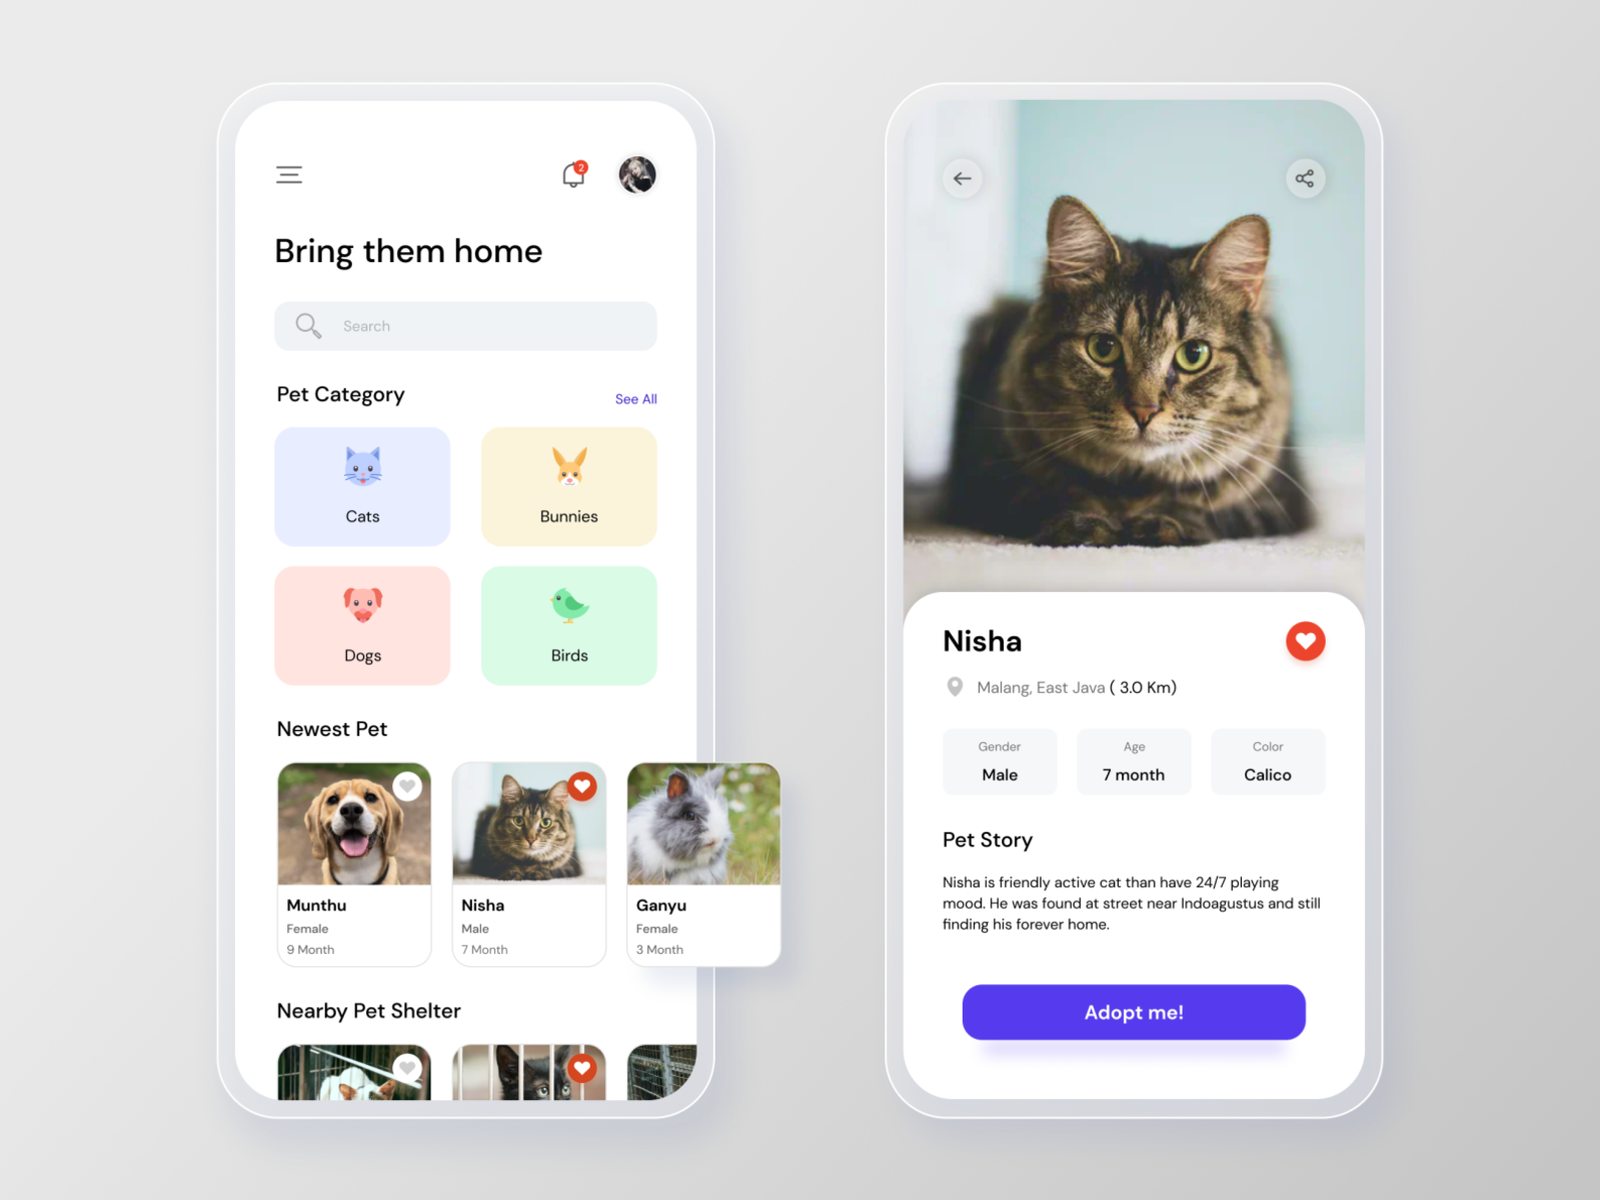 2
Bring them home
Search
Pet Category
See All
Cats
Bunnies
Dogs
Birds
Newest Pet
Munthu
Female
9 Month
Nisha
Male
7 Month
Ganyu
Female
3 Month
Nearby Pet Shelter
Nisha
Malang, East Java ( 3.0 Km)
Gender
Male
Age
7 month
Color
Calico
Pet Story
Nisha is friendly active cat than have 24/7 playing
mood. He was found at street near Indoagustus and still
finding his forever home.
Adopt me!